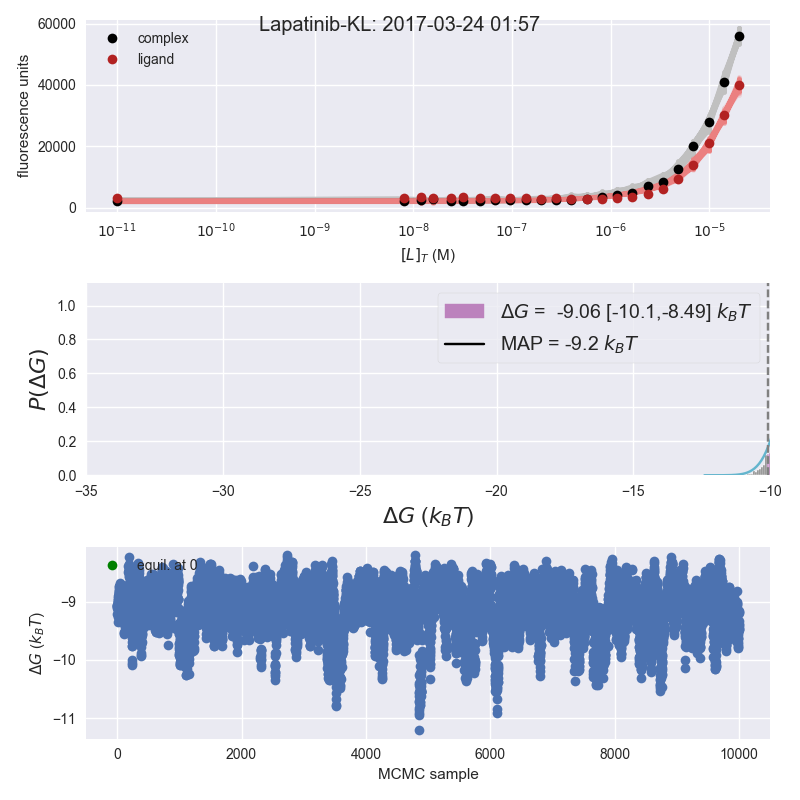 Lapatinib-KL: 2017-03-24 01:57
complex
ligand
fluorescence units
60000
40000
20000
0
10⁻¹¹ 10⁻¹⁰ 10⁻⁹ 10⁻⁸ 10⁻⁷ 10⁻⁶ 10⁻⁵
[L]_T (M)
ΔG = -9.06 [-10.1,-8.49] k_BT
MAP = -9.2 k_BT
P(ΔG)
1.0
0.8
0.6
0.4
0.2
0.0
−35 −30 −25 −20 −15 −10
ΔG (k_BT)
equil. at 0
ΔG (k_BT)
−9
−10
−11
0 2000 4000 6000 8000 10000
MCMC sample